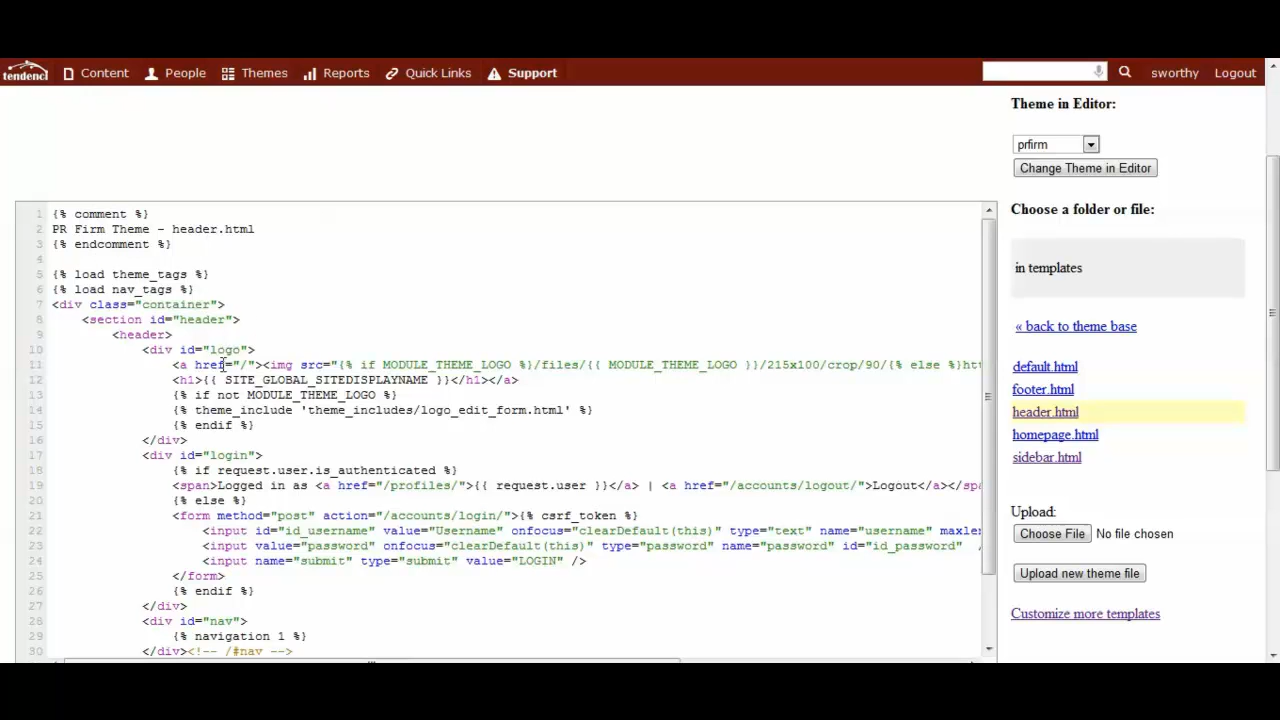 tendenci Content People Themes Reports Quick Links Support sworthy Logout
Theme in Editor:
prfirm
Change Theme in Editor
Choose a folder or file:
in templates
« back to theme base
default.html
footer.html
header.html
homepage.html
sidebar.html
Upload:
Choose File No file chosen
Upload new theme file
Customize more templates
1 {% comment %}
2 PR Firm Theme - header.html
3 {% endcomment %}
4
5 {% load theme_tags %}
6 {% load nav_tags %}
7 <div class="container">
8 <section id="header">
9 <header>
10 <div id="logo">
11 <a href="/"><img src="{% if MODULE_THEME_LOGO %}/files/{{ MODULE_THEME_LOGO }}/215x100/crop/90/{% else %}htt
12 <h1>{{ SITE_GLOBAL_SITEDISPLAYNAME }}</h1></a>
13 {% if not MODULE_THEME_LOGO %}
14 {% theme_include 'theme_includes/logo_edit_form.html' %}
15 {% endif %}
16 </div>
17 <div id="login">
18 {% if request.user.is_authenticated %}
19 <span>Logged in as <a href="/profiles/">{{ request.user }}</a> | <a href="/accounts/logout/">Logout</a></spa
20 {% else %}
21 <form method="post" action="/accounts/login/">{% csrf_token %}
22 <input id="id_username" value="Username" onfocus="clearDefault(this)" type="text" name="username" maxlen
23 <input value="password" onfocus="clearDefault(this)" type="password" name="password" id="id_password" /
24 <input name="submit" type="submit" value="LOGIN" />
25 </form>
26 {% endif %}
27 </div>
28 <div id="nav">
29 {% navigation 1 %}
30 </div><!-- /#nav -->